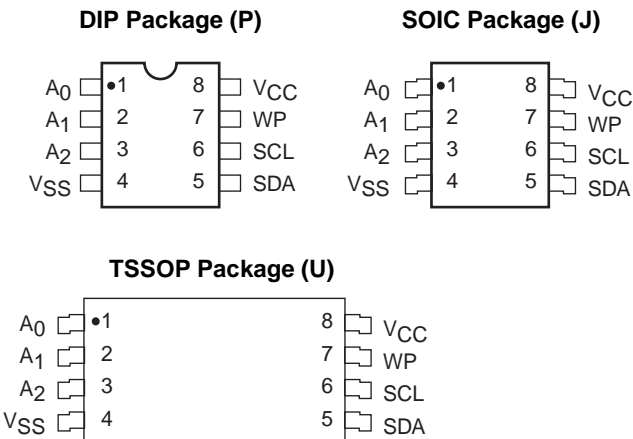 DIP Package (P)
A0 1 8 VCC
A1 2 7 WP
A2 3 6 SCL
VSS 4 5 SDA
SOIC Package (J)
A0 1 8 VCC
A1 2 7 WP
A2 3 6 SCL
VSS 4 5 SDA
TSSOP Package (U)
A0 1 8 VCC
A1 2 7 WP
A2 3 6 SCL
VSS 4 5 SDA